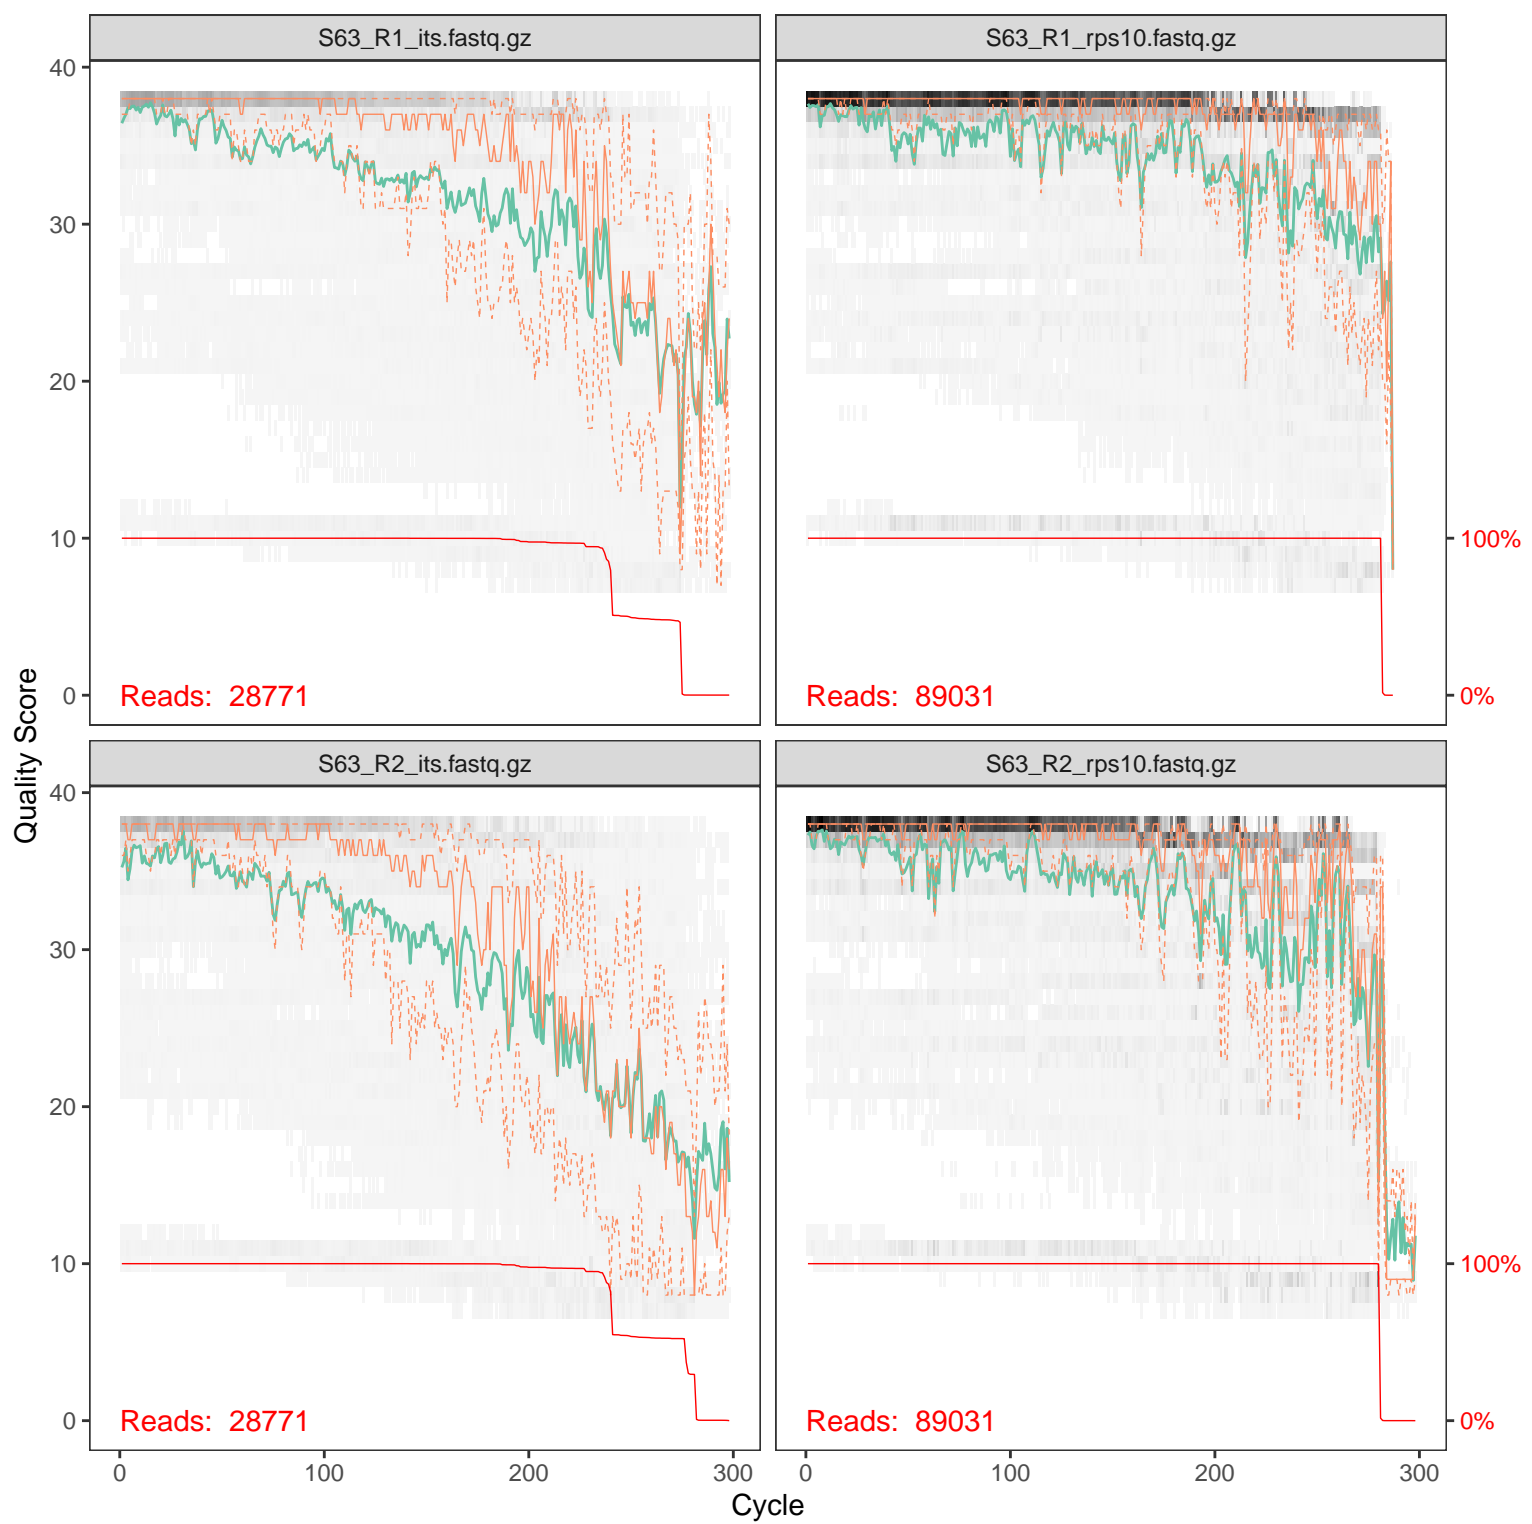 S63_R1_its.fastq.gz
S63_R1_rps10.fastq.gz
40
30
20
10
0
100%
0%
Reads:  28771
Reads:  89031
Quality Score
S63_R2_its.fastq.gz
S63_R2_rps10.fastq.gz
40
30
20
10
0
100%
0%
Reads:  28771
Reads:  89031
0
100
200
300
0
100
200
300
Cycle